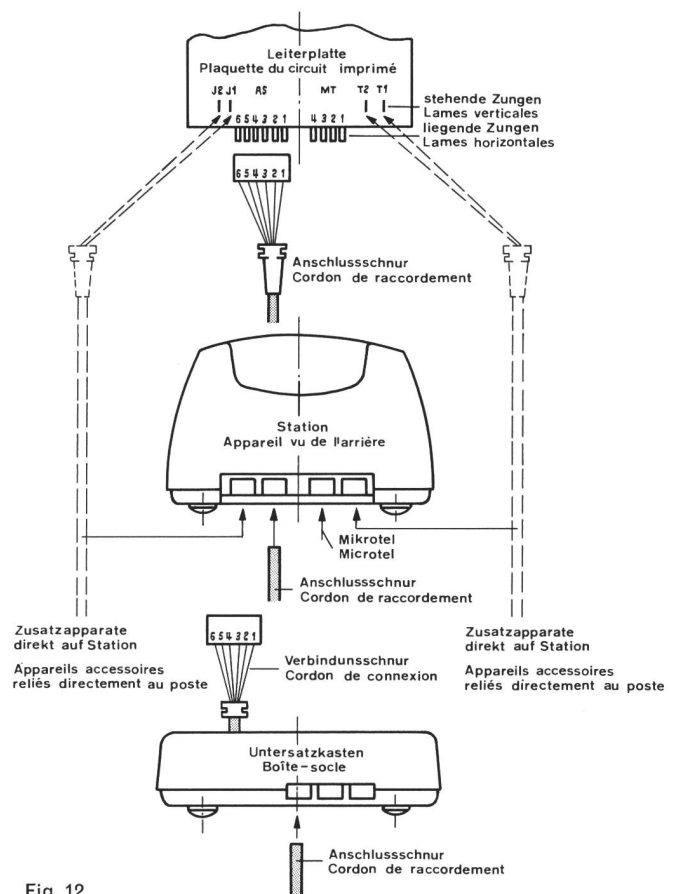 Leiterplatte
Plaquette du circuit imprimé
J2 J1 AS MT T2 T1
stehende Zungen
Lames verticales
6 5 4 3 2 1 4 3 2 1
liegende Zungen
Lames horizontales
6 5 4 3 2 1
Anschlussschnur
Cordon de raccordement
Station
Appareil vu de l'arrière
Mikrotel
Microtel
Anschlussschnur
Cordon de raccordement
Zusatzapparate
direkt auf Station
Appareils accessoires
reliés directement au poste
6 5 4 3 2 1
Verbindunsschnur
Cordon de connexion
Zusatzapparate
direkt auf Station
Appareils accessoires
reliés directement au poste
Untersatzkasten
Boîte-socle
Anschlussschnur
Cordon de raccordement
Fig. 12